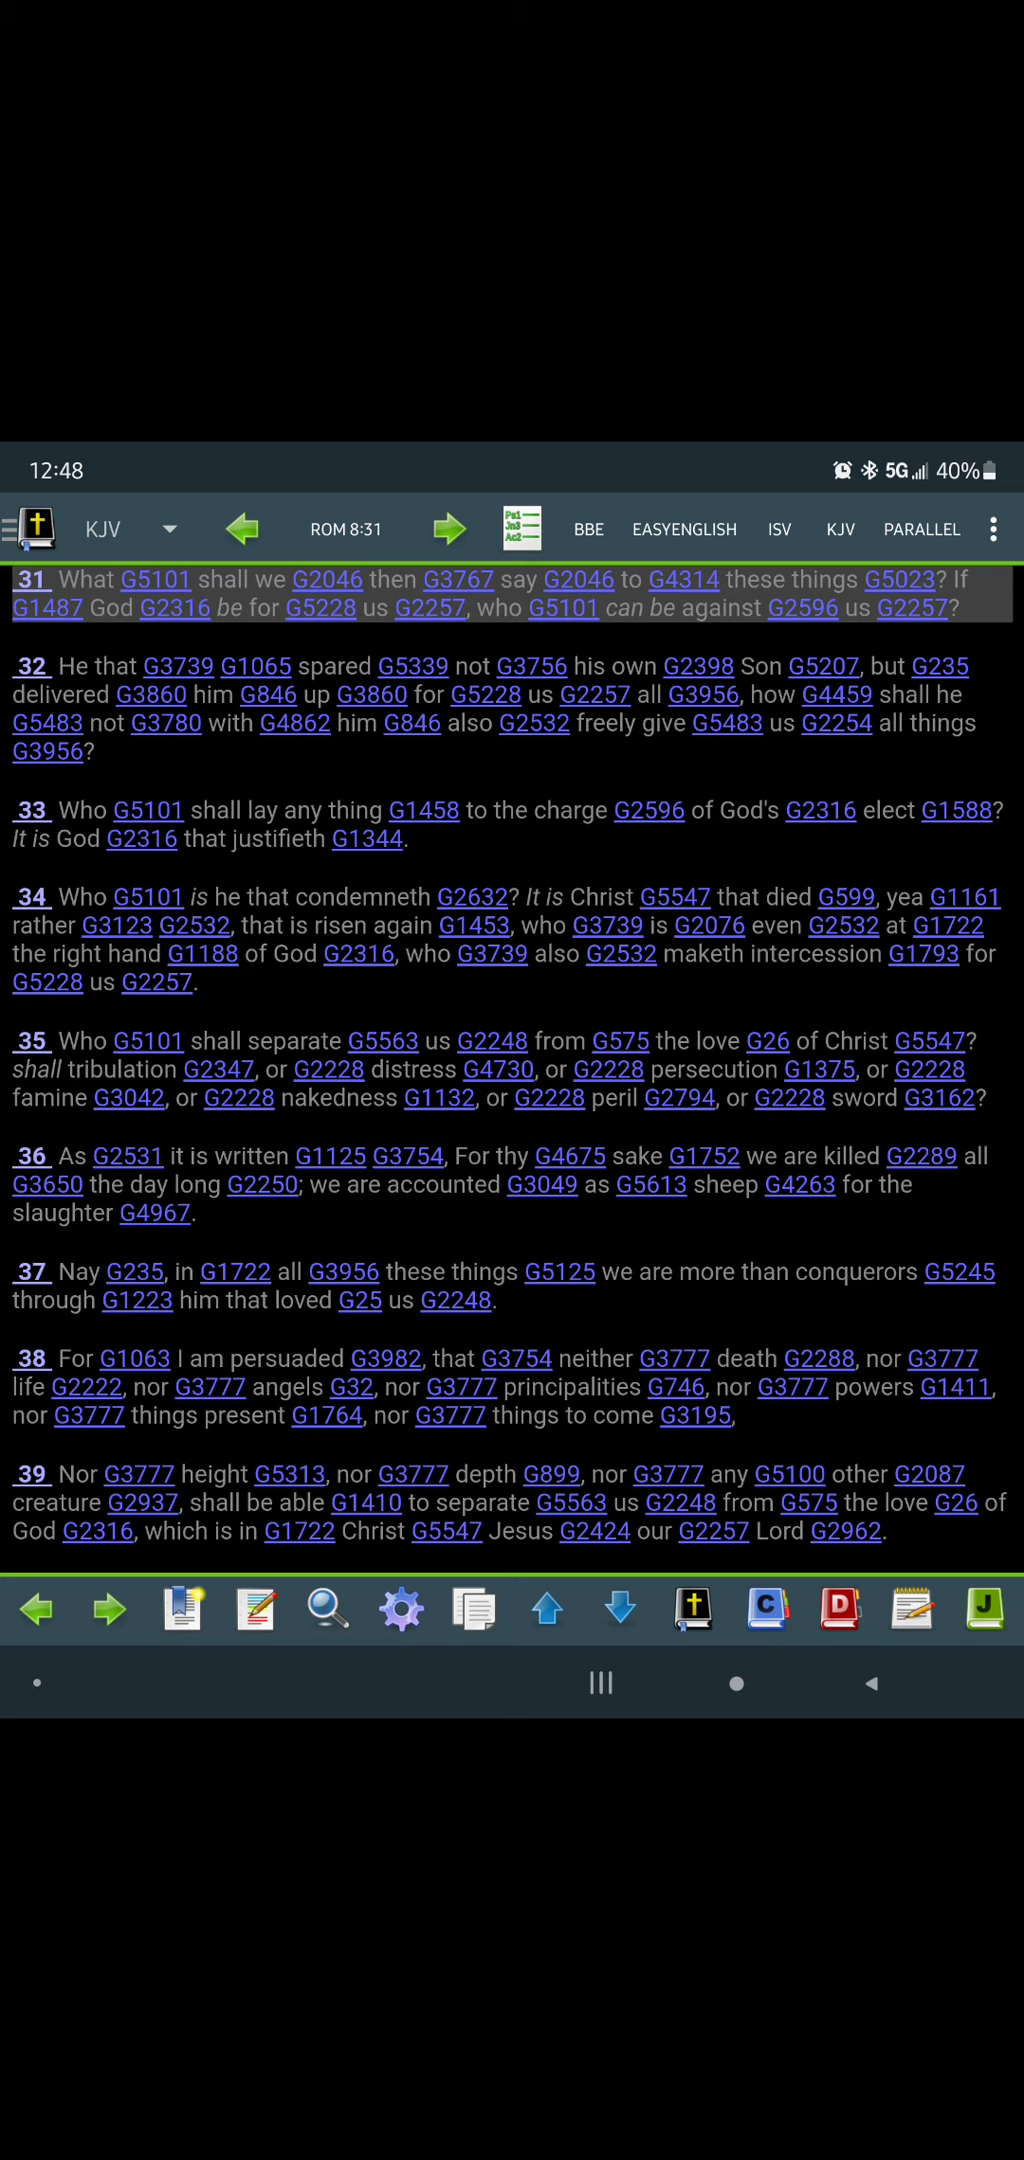 12:48 5G 40%
KJV ROM 8:31 Ps1 Jn3 Ac2 BBE EASYENGLISH ISV KJV PARALLEL
31 What G5101 shall we G2046 then G3767 say G2046 to G4314 these things G5023? If
G1487 God G2316 be for G5228 us G2257, who G5101 can be against G2596 us G2257?
32 He that G3739 G1065 spared G5339 not G3756 his own G2398 Son G5207, but G235
delivered G3860 him G846 up G3860 for G5228 us G2257 all G3956, how G4459 shall he
G5483 not G3780 with G4862 him G846 also G2532 freely give G5483 us G2254 all things
G3956?
33 Who G5101 shall lay any thing G1458 to the charge G2596 of God's G2316 elect G1588?
It is God G2316 that justifieth G1344.
34 Who G5101 is he that condemneth G2632? It is Christ G5547 that died G599, yea G1161
rather G3123 G2532, that is risen again G1453, who G3739 is G2076 even G2532 at G1722
the right hand G1188 of God G2316, who G3739 also G2532 maketh intercession G1793 for
G5228 us G2257.
35 Who G5101 shall separate G5563 us G2248 from G575 the love G26 of Christ G5547?
shall tribulation G2347, or G2228 distress G4730, or G2228 persecution G1375, or G2228
famine G3042, or G2228 nakedness G1132, or G2228 peril G2794, or G2228 sword G3162?
36 As G2531 it is written G1125 G3754, For thy G4675 sake G1752 we are killed G2289 all
G3650 the day long G2250; we are accounted G3049 as G5613 sheep G4263 for the
slaughter G4967.
37 Nay G235, in G1722 all G3956 these things G5125 we are more than conquerors G5245
through G1223 him that loved G25 us G2248.
38 For G1063 I am persuaded G3982, that G3754 neither G3777 death G2288, nor G3777
life G2222, nor G3777 angels G32, nor G3777 principalities G746, nor G3777 powers G1411,
nor G3777 things present G1764, nor G3777 things to come G3195,
39 Nor G3777 height G5313, nor G3777 depth G899, nor G3777 any G5100 other G2087
creature G2937, shall be able G1410 to separate G5563 us G2248 from G575 the love G26 of
God G2316, which is in G1722 Christ G5547 Jesus G2424 our G2257 Lord G2962.
C D J